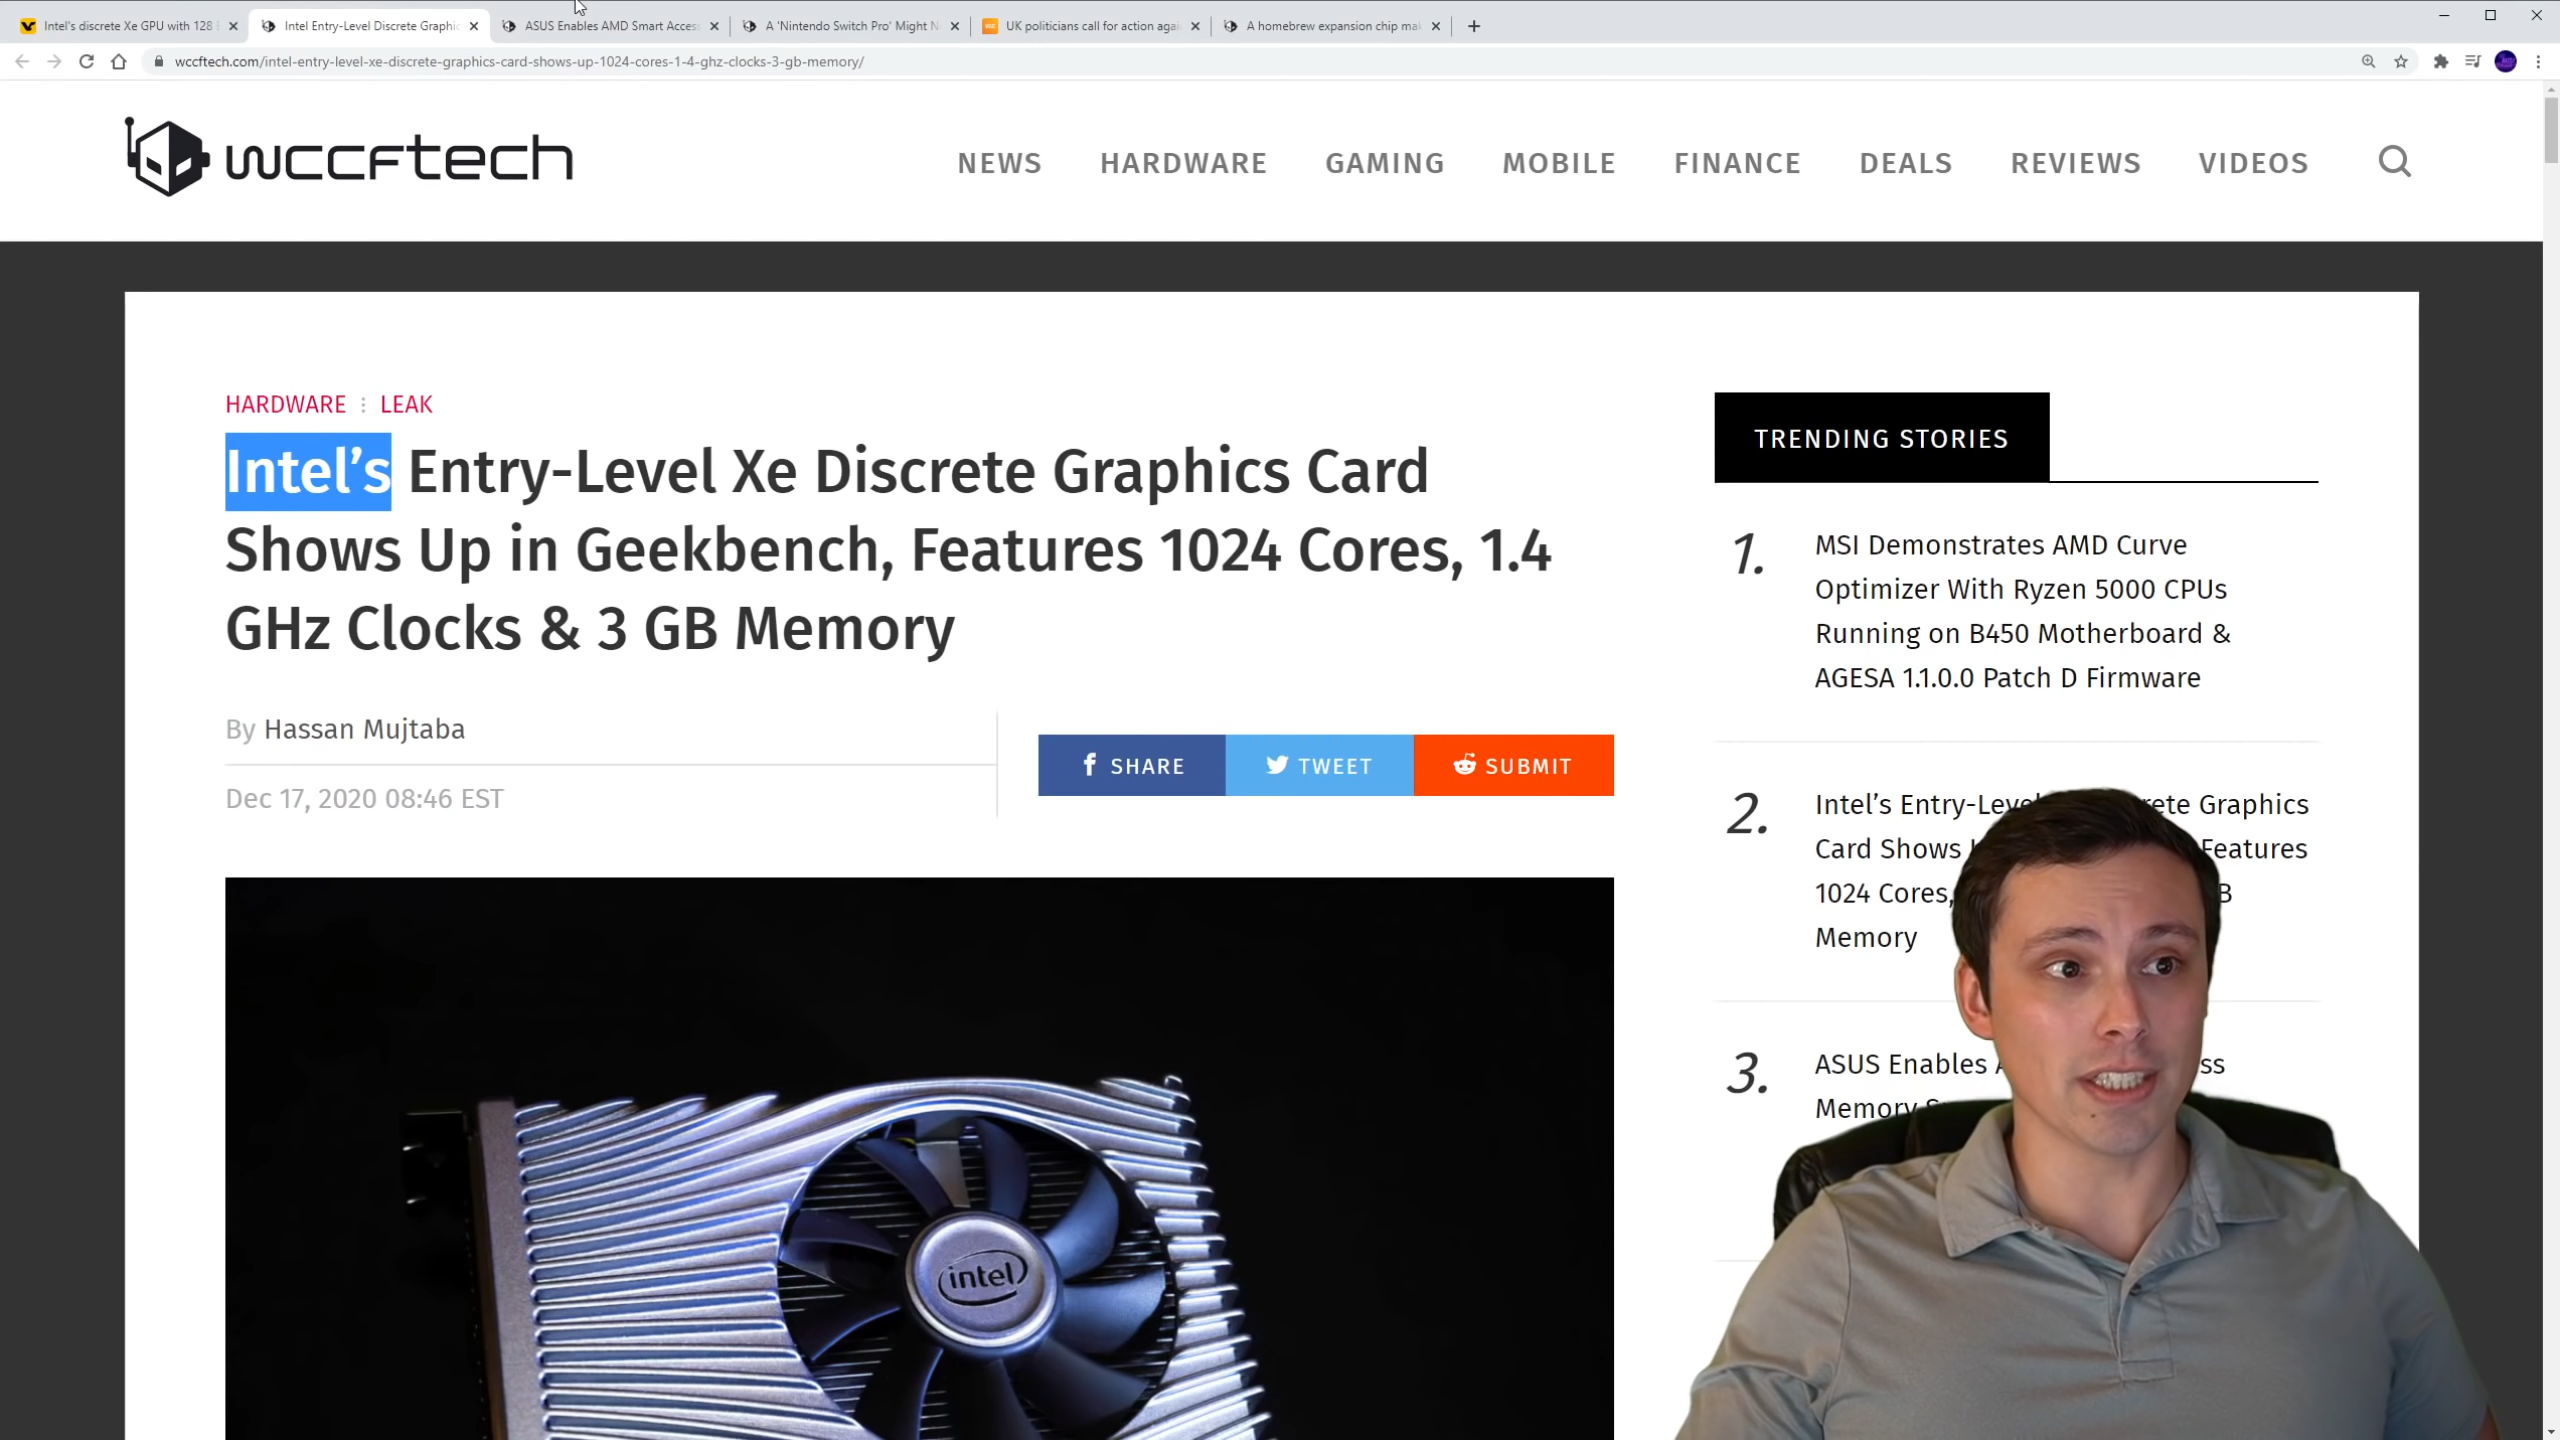 Intel's discrete Xe GPU with 128
Intel Entry-Level Discrete Graphic
ASUS Enables AMD Smart Access
A 'Nintendo Switch Pro' Might N
UK politicians call for action agai
A homebrew expansion chip mak
wccftech.com/intel-entry-level-xe-discrete-graphics-card-shows-up-1024-cores-1-4-ghz-clocks-3-gb-memory/
wccftech
NEWS HARDWARE GAMING MOBILE FINANCE DEALS REVIEWS VIDEOS
HARDWARE LEAK
Intel’s Entry-Level Xe Discrete Graphics Card
Shows Up in Geekbench, Features 1024 Cores, 1.4
GHz Clocks & 3 GB Memory
By Hassan Mujtaba
Dec 17, 2020 08:46 EST
SHARE
TWEET
SUBMIT
intel
TRENDING STORIES
1.
MSI Demonstrates AMD Curve
Optimizer With Ryzen 5000 CPUs
Running on B450 Motherboard &
AGESA 1.1.0.0 Patch D Firmware
2.
Intel’s Entry-Level Graphics
Card Shows Features
1024 Cores,
Memory
3.
ASUS Enables
Memory